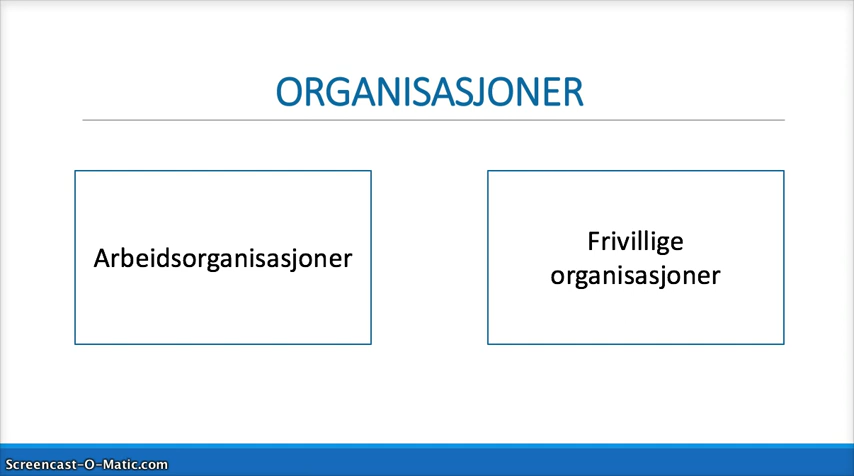 ORGANISASJONER
Arbeidsorganisasjoner
Frivillige
organisasjoner
Screencast-O-Matic.com